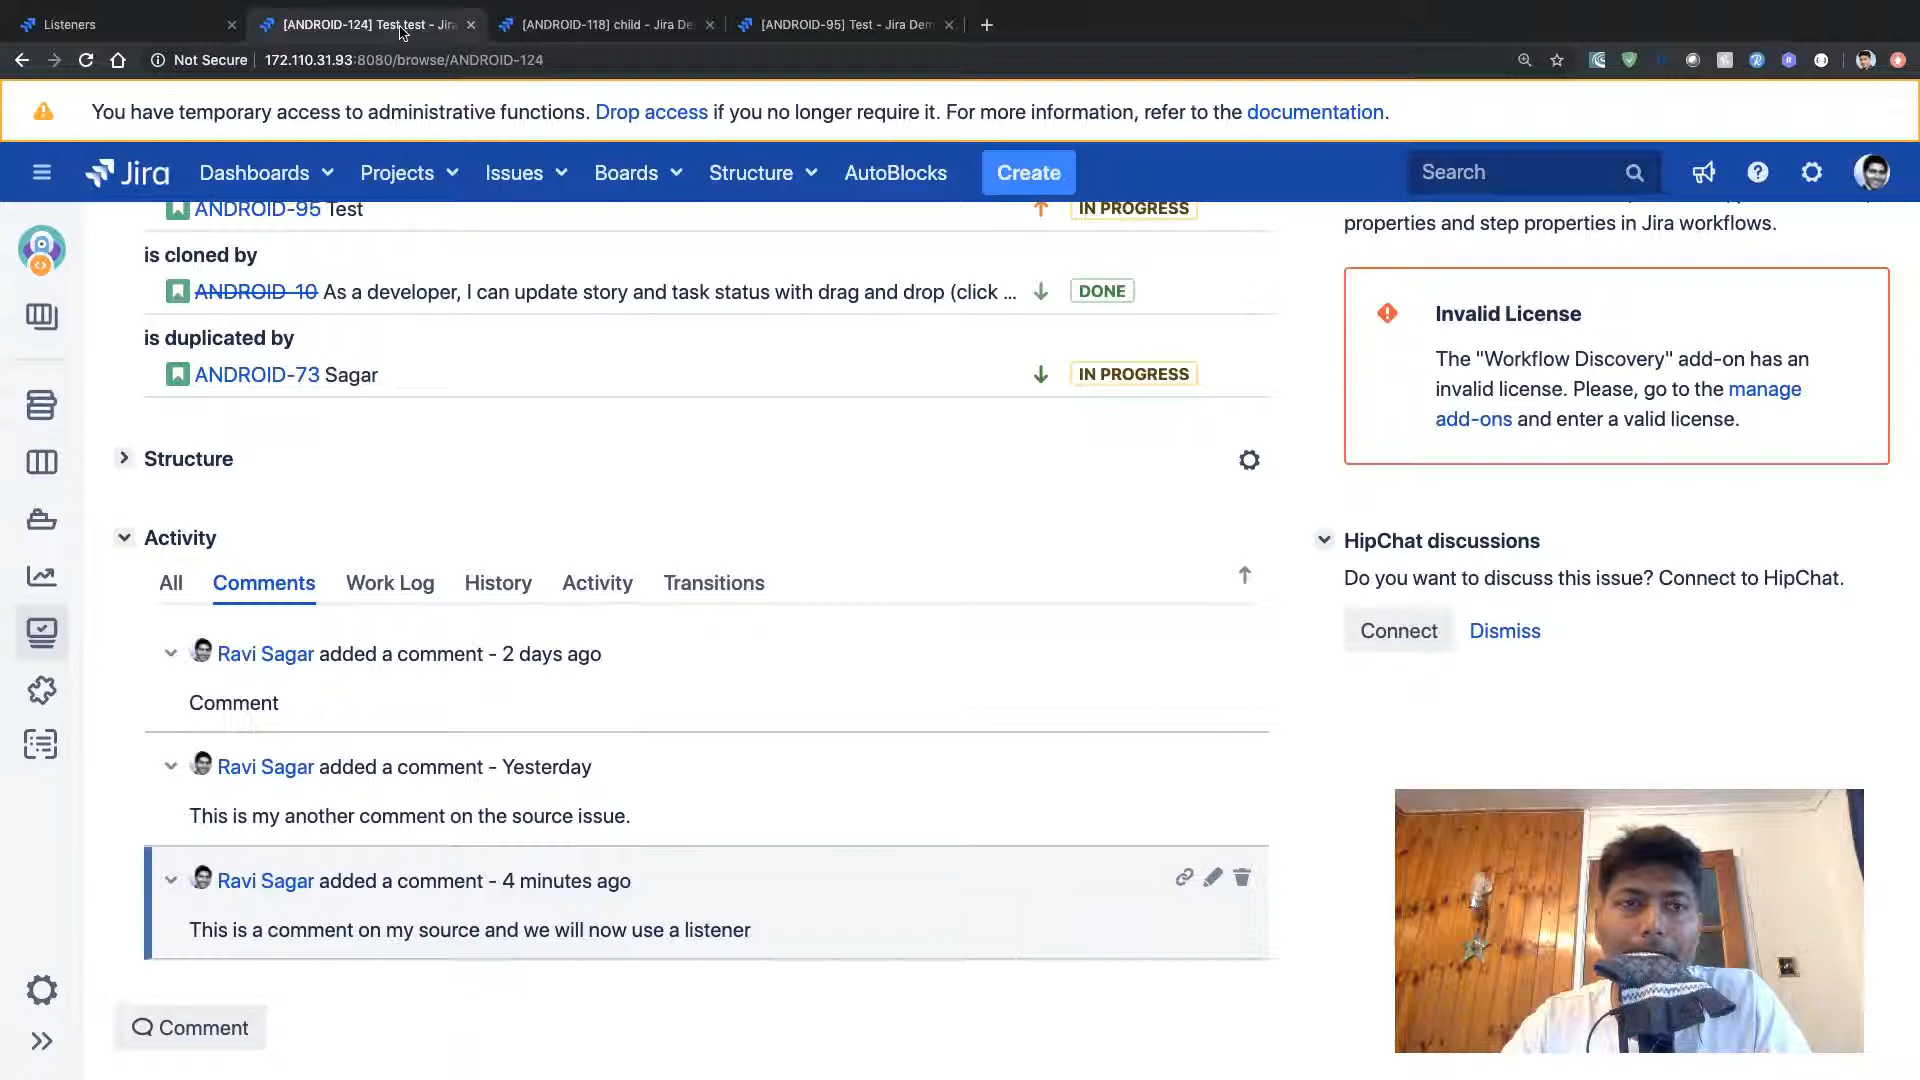 Listeners
[ANDROID-124] Test test - Jira
[ANDROID-118] child - Jira De
[ANDROID-95] Test - Jira Dem
Not Secure 172.110.31.93:8080/browse/ANDROID-124
You have temporary access to administrative functions. Drop access if you no longer require it. For more information, refer to the documentation.
Jira Dashboards Projects Issues Boards Structure AutoBlocks Create Search
ANDROID-95 Test IN PROGRESS
is cloned by
ANDROID-10 As a developer, I can update story and task status with drag and drop (click ... DONE
is duplicated by
ANDROID-73 Sagar IN PROGRESS
Structure
Activity
All Comments Work Log History Activity Transitions
Ravi Sagar added a comment - 2 days ago
Comment
Ravi Sagar added a comment - Yesterday
This is my another comment on the source issue.
Ravi Sagar added a comment - 4 minutes ago
This is a comment on my source and we will now use a listener
Comment
properties and step properties in Jira workflows.
Invalid License
The "Workflow Discovery" add-on has an
invalid license. Please, go to the manage
add-ons and enter a valid license.
HipChat discussions
Do you want to discuss this issue? Connect to HipChat.
Connect Dismiss